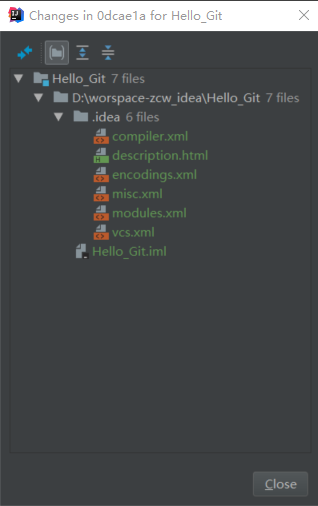 Changes in 0dcae1a for Hello_Git
Hello_Git 7 files
D:\worspace-zcw_idea\Hello_Git 7 files
.idea 6 files
compiler.xml
description.html
encodings.xml
misc.xml
modules.xml
vcs.xml
Hello_Git.iml
Close